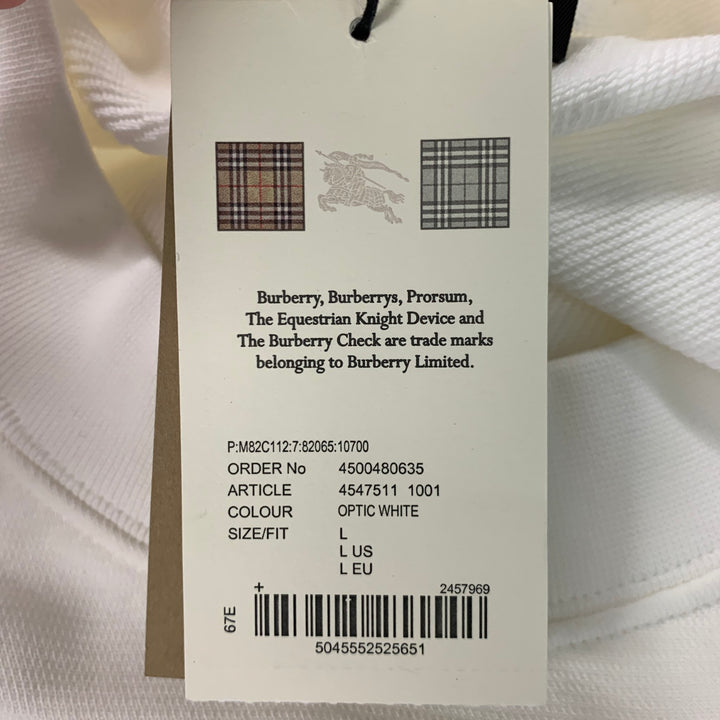 Burberry, Burberrys, Prorsum,
The Equestrian Knight Device and
The Burberry Check are trade marks
belonging to Burberry Limited.
P:M82C112:7:82065:10700
ORDER No 4500480635
ARTICLE 4547511 1001
COLOUR OPTIC WHITE
SIZE/FIT L
L US
L EU
+ 2457969
67E
5045552525651